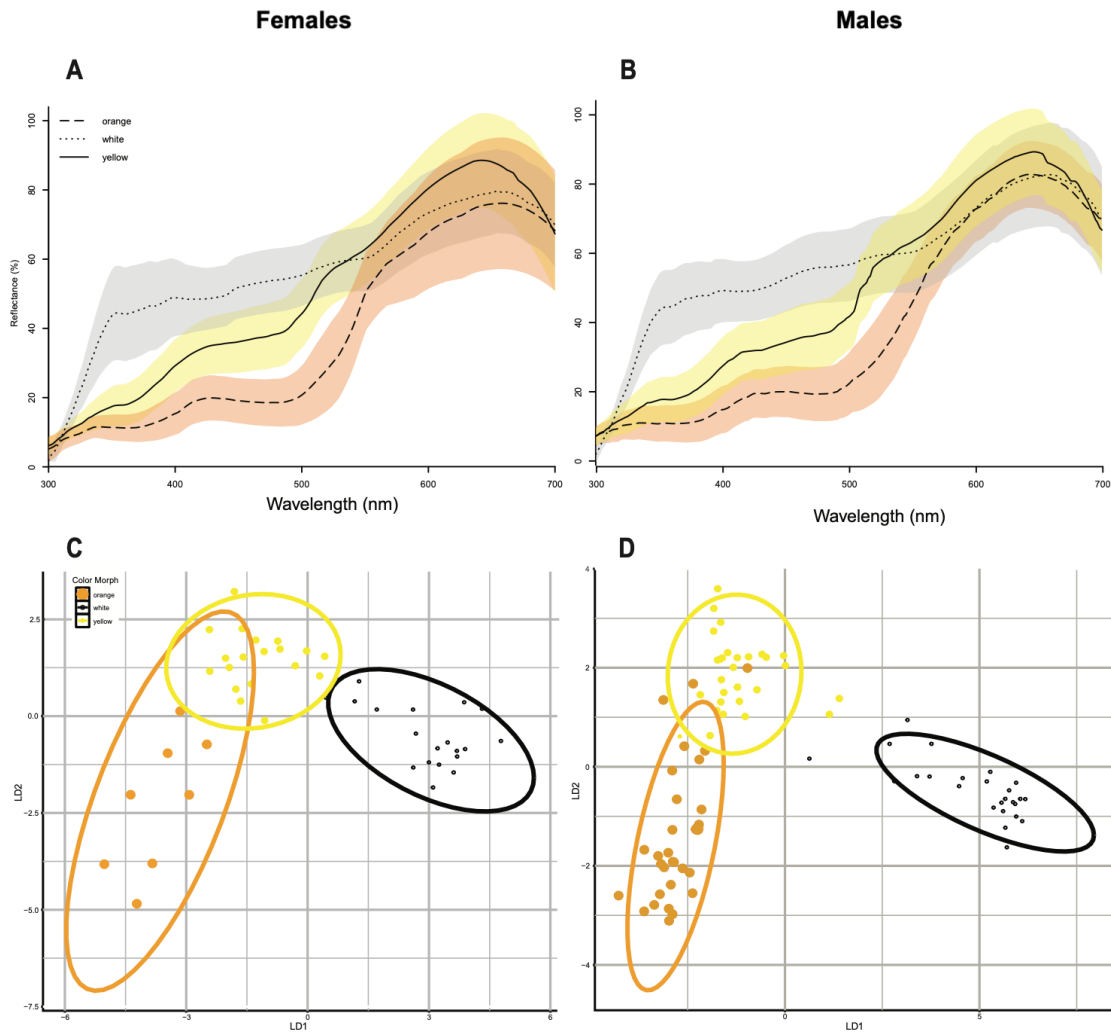 Females
Males
A
B
orange
white
yellow
Reflectance (%)
0
20
40
60
80
100
300
400
500
600
700
Wavelength (nm)
0
20
40
60
80
100
300
400
500
600
700
Wavelength (nm)
C
D
Color Morph
orange
white
yellow
LD2
2.5
0.0
−2.5
−5.0
−7.5
−6
−3
0
3
6
LD1
LD2
4
2
0
−2
−4
0
5
LD1